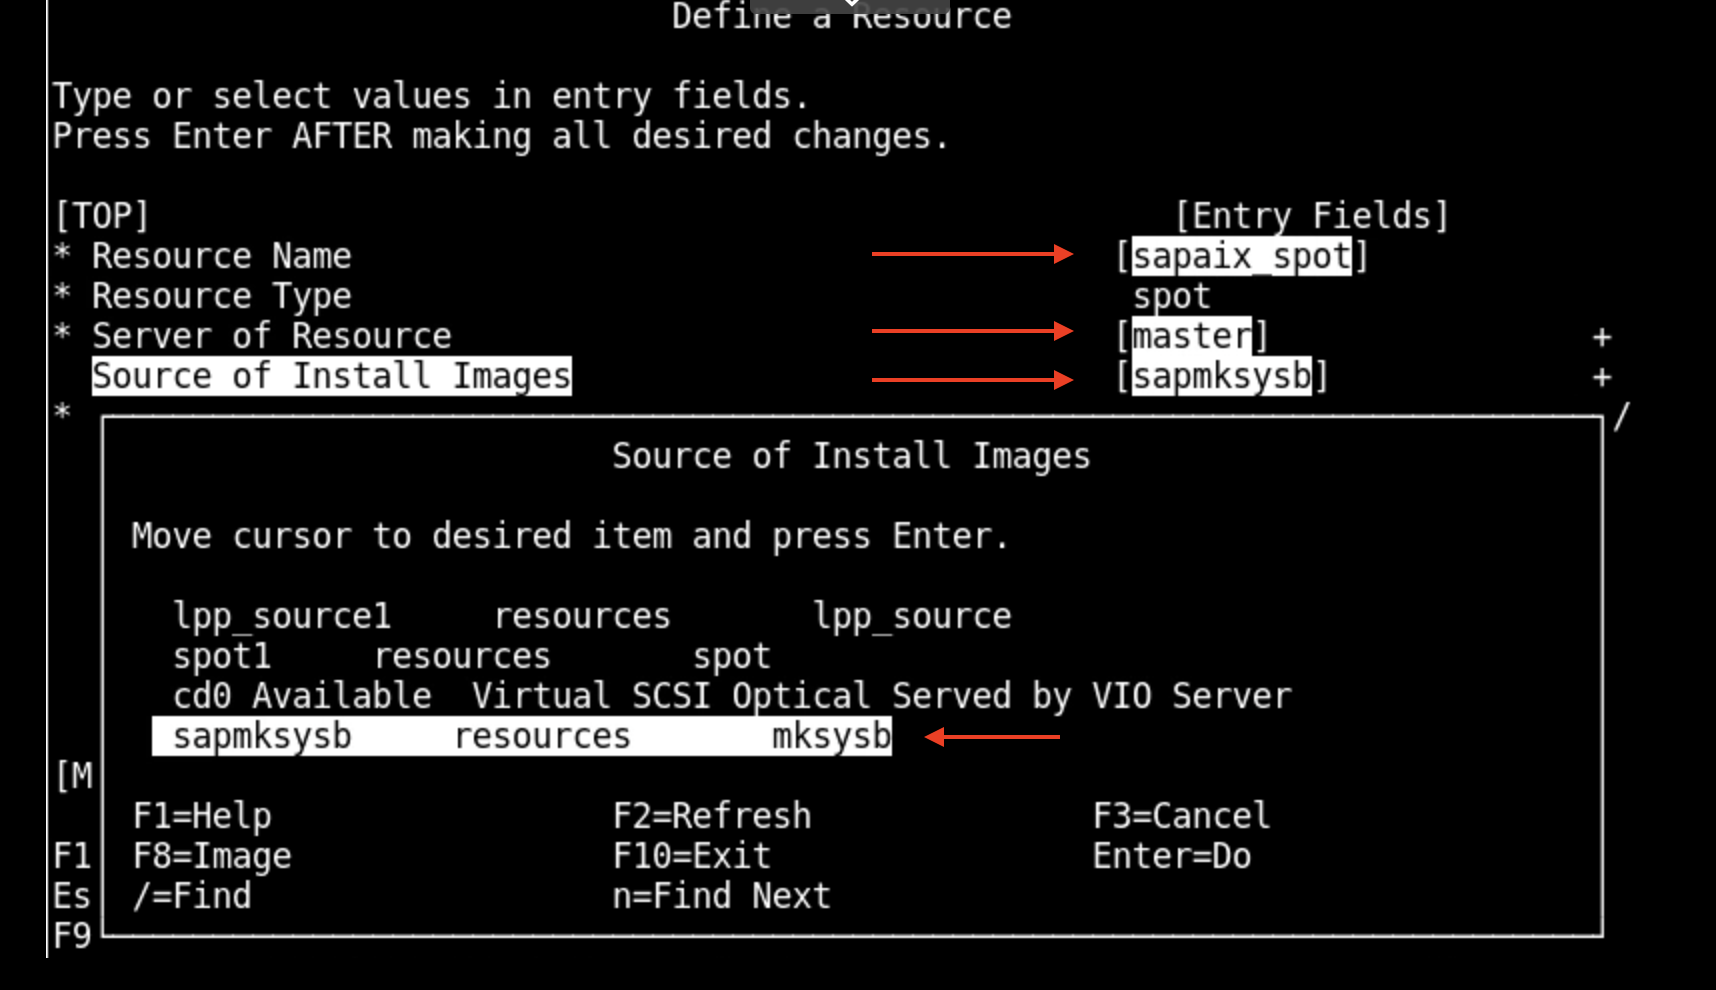 Define a Resource
Type or select values in entry fields.
Press Enter AFTER making all desired changes.
[TOP] [Entry Fields]
* Resource Name [sapaix_spot]
* Resource Type spot
* Server of Resource [master] +
Source of Install Images [sapmksysb] +
* /
Source of Install Images
Move cursor to desired item and press Enter.
lpp_source1 resources lpp_source
spot1 resources spot
cd0 Available Virtual SCSI Optical Served by VIO Server
sapmksysb resources mksysb
[M
F1=Help F2=Refresh F3=Cancel
F1 F8=Image F10=Exit Enter=Do
Es /=Find n=Find Next
F9